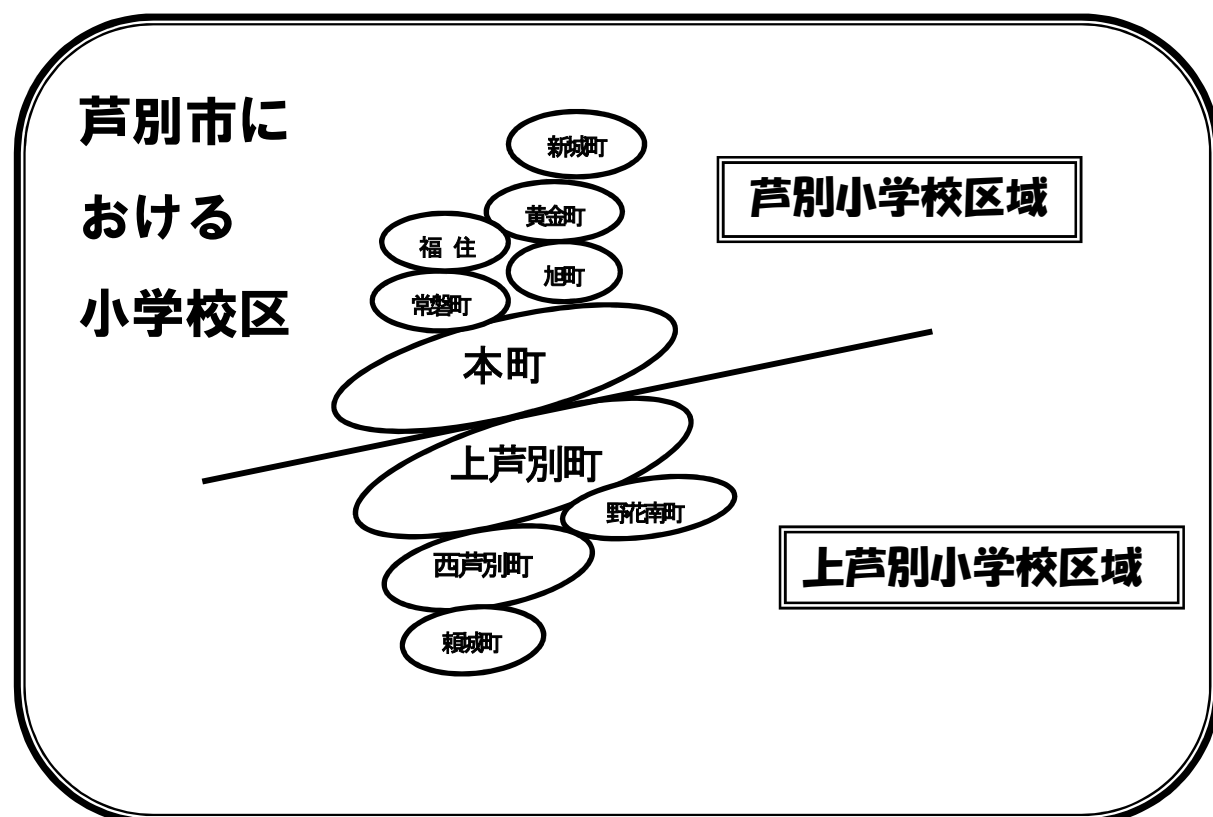 芦別市に
おける
小学校区
新城町
黄金町
福 住
旭町
常磐町
本町
芦別小学校区域
上芦別町
野花南町
西芦別町
頼城町
上芦別小学校区域